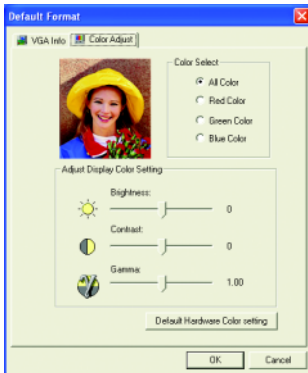 Default Format
VGA Info
Color Adjust
Color Select
All Color
Red Color
Green Color
Blue Color
Adjust Display Color Setting
Brightness:
0
Contrast:
0
Gamma:
1.00
Default Hardware Color setting
OK
Cancel